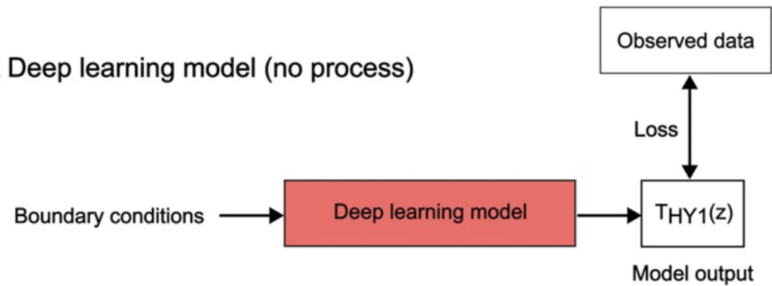 Observed data
Deep learning model (no process)
Loss
Boundary conditions
Deep learning model
THY1(z)
Model output